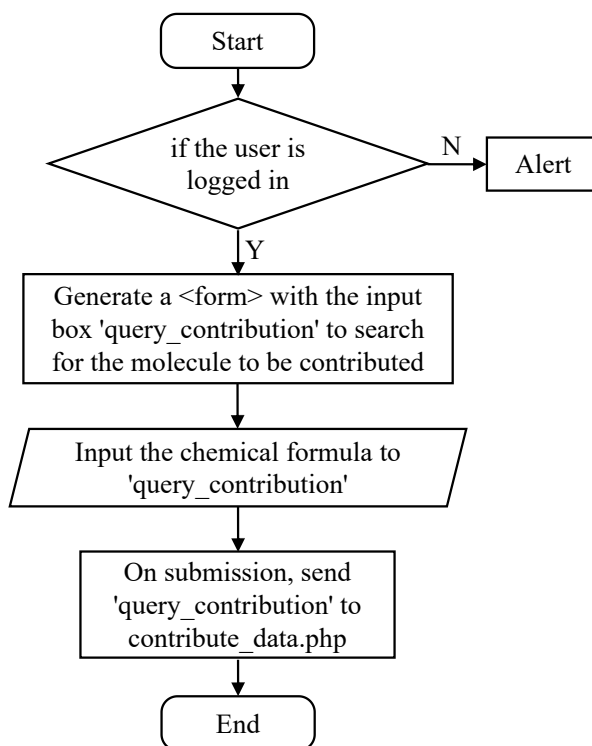 Start
if the user is
logged in
N
Alert
Y
Generate a <form> with the input
box 'query_contribution' to search
for the molecule to be contributed
Input the chemical formula to
'query_contribution'
On submission, send
'query_contribution' to
contribute_data.php
End